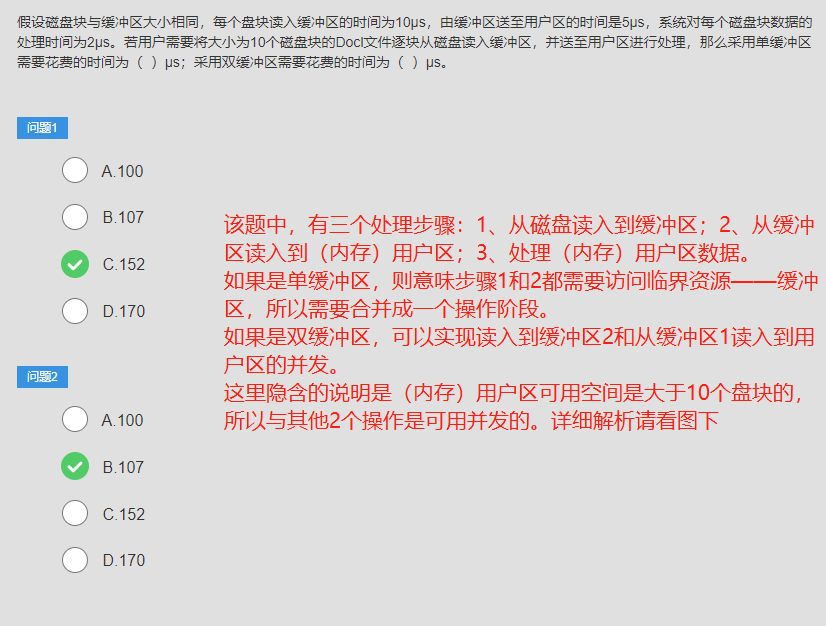 假设磁盘块与缓冲区大小相同，每个盘块读入缓冲区的时间为10μs，由缓冲区送至用户区的时间是5μs，系统对每个磁盘块数据的
处理时间为2μs。若用户需要将大小为10个磁盘块的Docl文件逐块从磁盘读入缓冲区，并送至用户区进行处理，那么采用单缓冲区
需要花费的时间为（ ）μs；采用双缓冲区需要花费的时间为（ ）μs。
问题1
A.100
B.107
C.152
D.170
该题中，有三个处理步骤：1、从磁盘读入到缓冲区；2、从缓冲
区读入到（内存）用户区；3、处理（内存）用户区数据。
如果是单缓冲区，则意味步骤1和2都需要访问临界资源——缓冲
区，所以需要合并成一个操作阶段。
如果是双缓冲区，可以实现读入到缓冲区2和从缓冲区1读入到用
户区的并发。
这里隐含的说明是（内存）用户区可用空间是大于10个盘块的，
所以与其他2个操作是可用并发的。详细解析请看图下
问题2
A.100
B.107
C.152
D.170